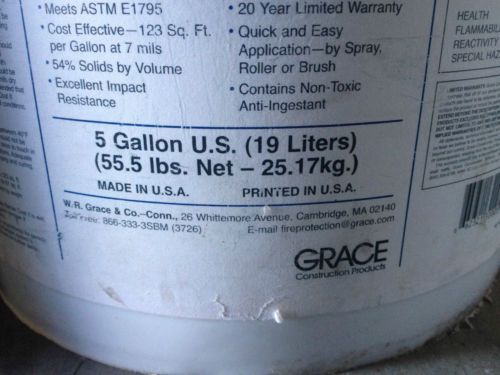 • Meets ASTM E1795
• Cost Effective—123 Sq. Ft.
per Gallon at 7 mils
• 54% Solids by Volume
• Excellent Impact
Resistance
• 20 Year Limited Warranty
• Quick and Easy
Application—by Spray,
Roller or Brush
• Contains Non-Toxic
Anti-Ingestant
5 Gallon U.S. (19 Liters)
(55.5 lbs. Net – 25.17kg.)
MADE IN U.S.A.
PRINTED IN U.S.A.
W.R. Grace & Co.–Conn., 26 Whittemore Avenue, Cambridge, MA 02140
Toll Free: 866-333-3SBM (3726)
E-mail fireprotection@grace.com
GRACE
Construction Products
HEALTH
FLAMMABIL
REACTIVITY
SPECIAL HAZ
LIMITED WARRANTY: